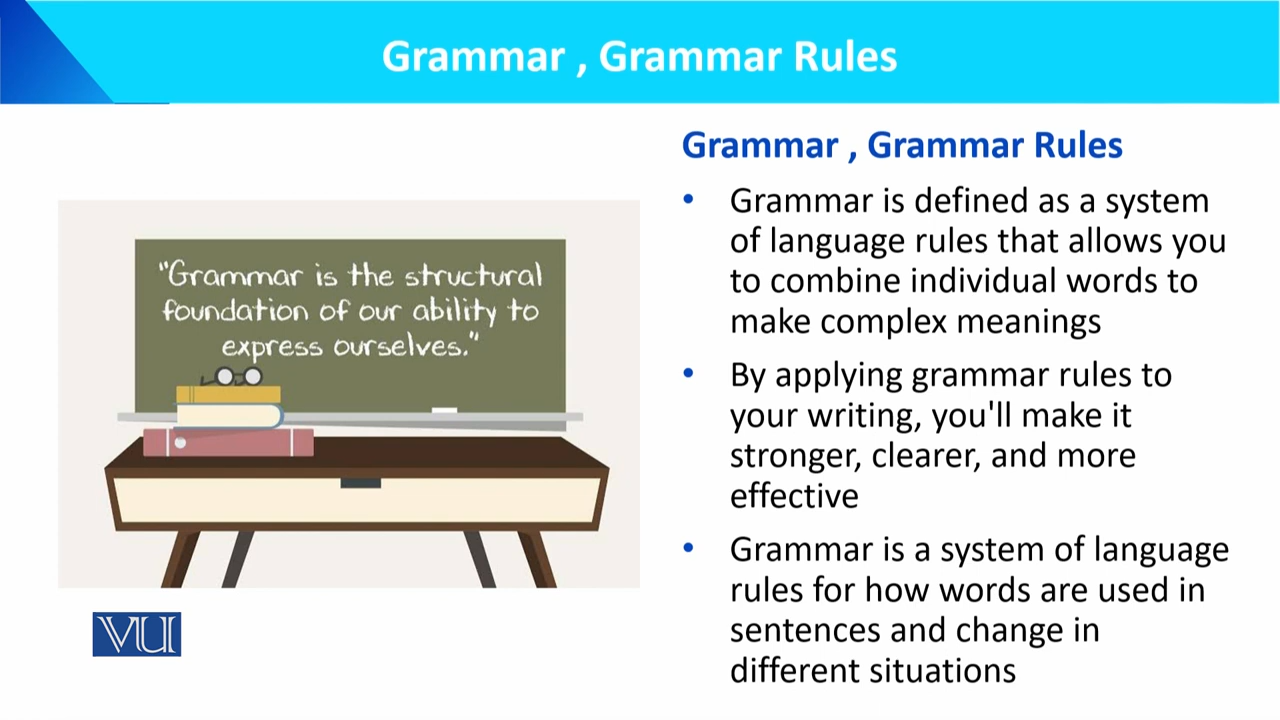 Grammar , Grammar Rules
"Grammar is the structural
foundation of our ability to
express ourselves."
VU
Grammar , Grammar Rules
• Grammar is defined as a system
of language rules that allows you
to combine individual words to
make complex meanings
• By applying grammar rules to
your writing, you'll make it
stronger, clearer, and more
effective
• Grammar is a system of language
rules for how words are used in
sentences and change in
different situations